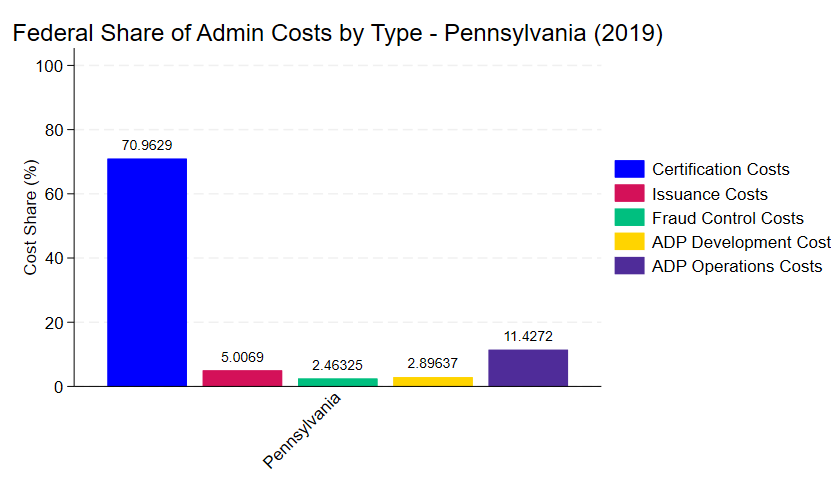 Federal Share of Admin Costs by Type - Pennsylvania (2019)
Cost Share (%)
100
80
60
40
20
0
70.9629
5.0069
2.46325
2.89637
11.4272
Pennsylvania
Certification Costs
Issuance Costs
Fraud Control Costs
ADP Development Cost
ADP Operations Costs